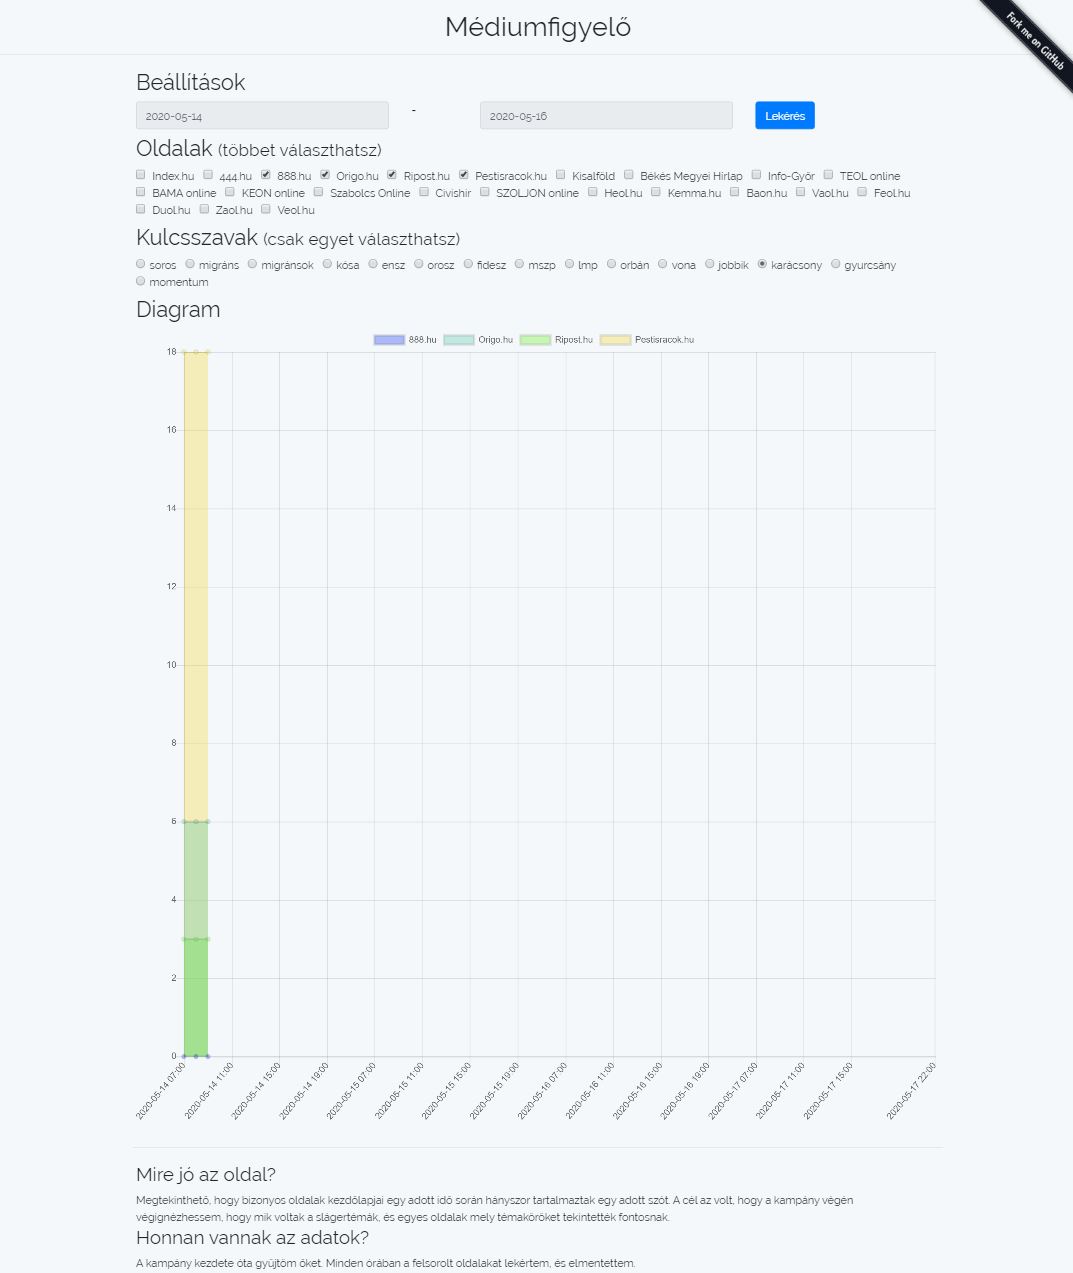 Médiumfigyelő
Fork me on GitHub
Beállítások
2020-05-14 - 2020-05-16 Lekérés
Oldalak (többet választhatsz)
Index.hu 444.hu 888.hu Origo.hu Ripost.hu Pestisracok.hu Kisalföld Békés Megyei Hírlap Info-Győr TEOL online
BAMA online KEON online Szabolcs Online Civishir SZOLJON online Heol.hu Kemma.hu Baon.hu Vaol.hu Feol.hu
Duol.hu Zaol.hu Veol.hu
Kulcsszavak (csak egyet választhatsz)
soros migráns migránsok kósa ensz orosz fidesz mszp lmp orbán vona jobbik karácsony gyurcsány
momentum
Diagram
888.hu Origo.hu Ripost.hu Pestisracok.hu
18
16
14
12
10
8
6
4
2
0
2020-05-14 07:00 2020-05-14 11:00 2020-05-14 15:00 2020-05-14 19:00 2020-05-15 07:00 2020-05-15 11:00 2020-05-15 15:00 2020-05-15 19:00 2020-05-16 07:00 2020-05-16 11:00 2020-05-16 15:00 2020-05-16 19:00 2020-05-17 07:00 2020-05-17 11:00 2020-05-17 15:00 2020-05-17 22:00
Mire jó az oldal?
Megtekinthető, hogy bizonyos oldalak kezdőlapjai egy adott idő során hányszor tartalmaztak egy adott szót. A cél az volt, hogy a kampány végén
végignézhessem, hogy mik voltak a slágertémák, és egyes oldalak mely témaköröket tekintették fontosnak.
Honnan vannak az adatok?
A kampány kezdete óta gyűjtöm őket. Minden órában a felsorolt oldalakat lekértem, és elmentettem.